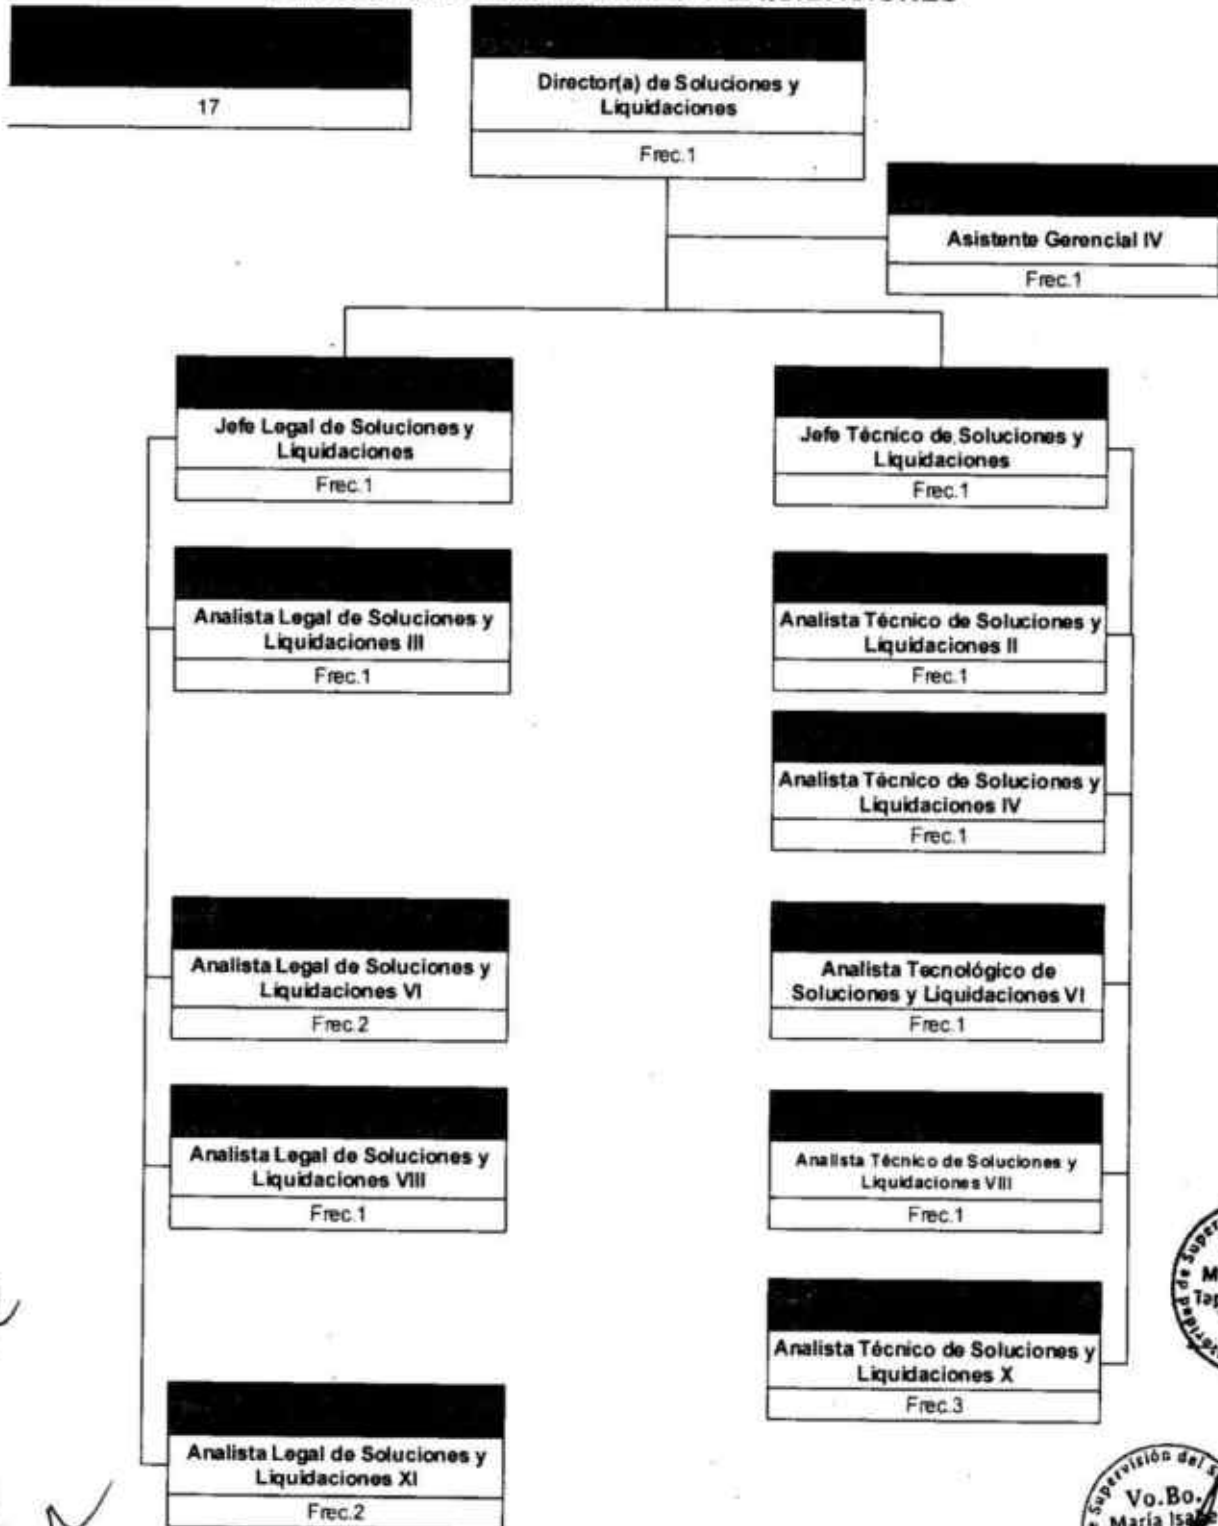 17
Director(a) de Soluciones y
Liquidaciones
Frec.1
Asistente Gerencial IV
Frec.1
Jefe Legal de Soluciones y
Liquidaciones
Frec.1
Jefe Técnico de Soluciones y
Liquidaciones
Frec.1
Analista Legal de Soluciones y
Liquidaciones III
Frec.1
Analista Técnico de Soluciones y
Liquidaciones II
Frec.1
Analista Técnico de Soluciones y
Liquidaciones IV
Frec.1
Analista Legal de Soluciones y
Liquidaciones VI
Frec.2
Analista Tecnológico de
Soluciones y Liquidaciones VI
Frec.1
Analista Legal de Soluciones y
Liquidaciones VIII
Frec.1
Analista Técnico de Soluciones y
Liquidaciones VIII
Frec.1
Analista Técnico de Soluciones y
Liquidaciones X
Frec.3
Analista Legal de Soluciones y
Liquidaciones XI
Frec.2
Supervisión del
Vo.Bo.
María